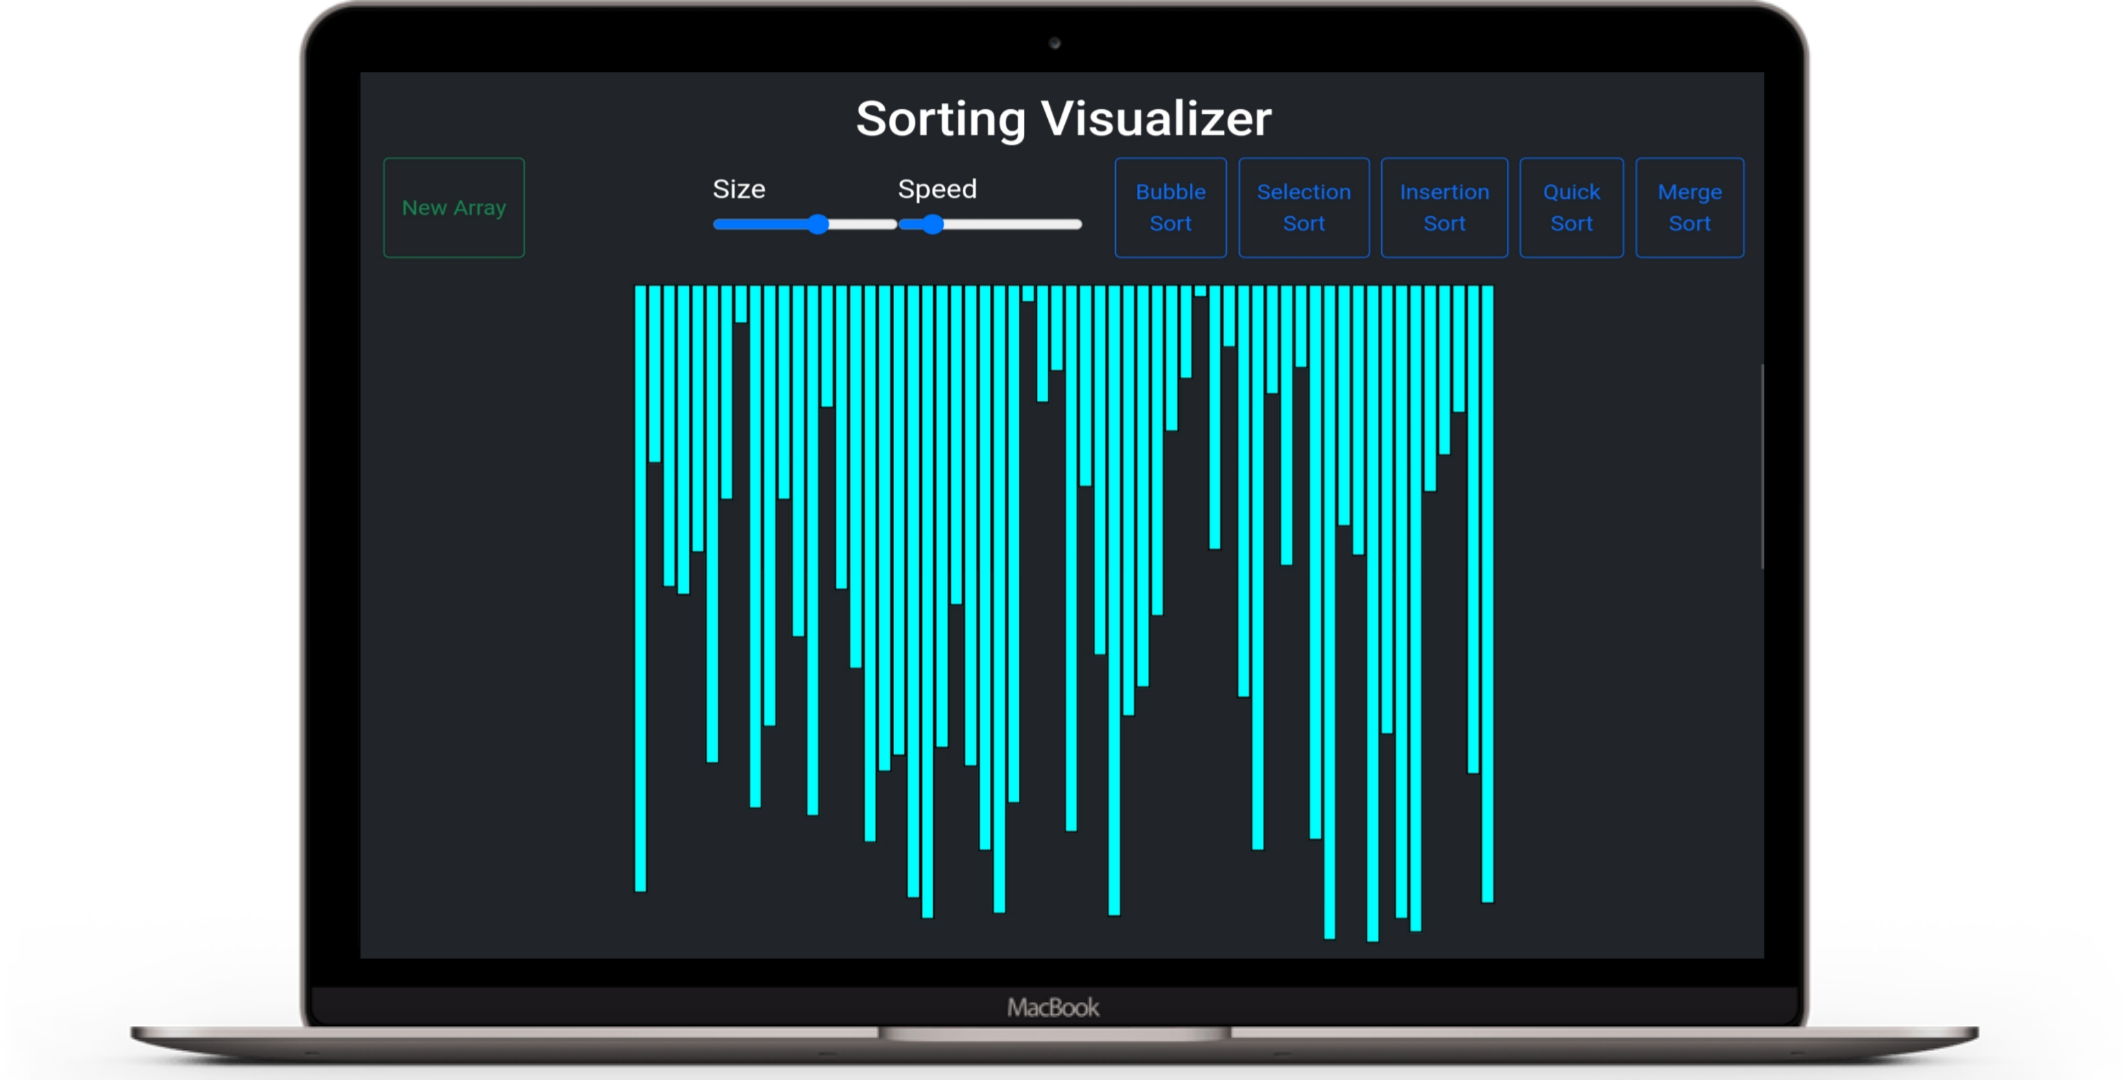 Sorting Visualizer
New Array
Size
Speed
Bubble
Sort
Selection
Sort
Insertion
Sort
Quick
Sort
Merge
Sort
MacBook